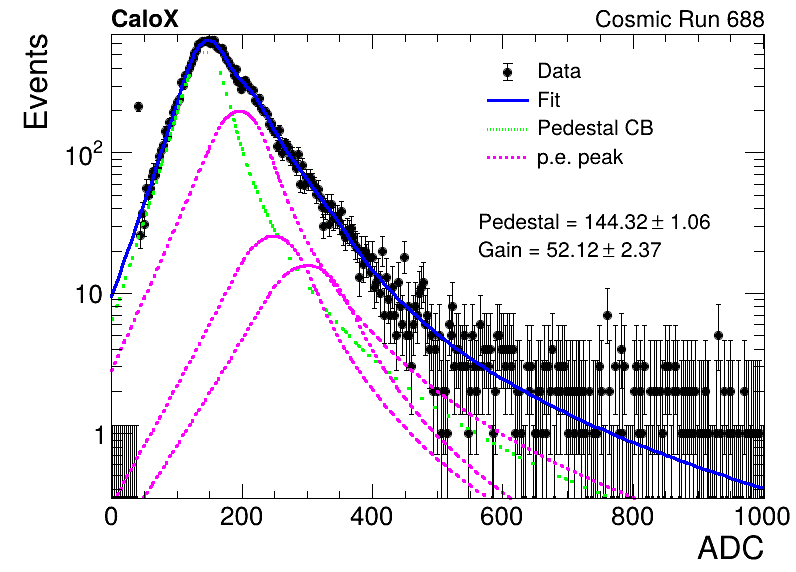 CaloX
Cosmic Run 688
Events
Data
Fit
Pedestal CB
p.e. peak
Pedestal = 144.32 ± 1.06
Gain = 52.12 ± 2.37
10²
10
1
0 200 400 600 800 1000
ADC